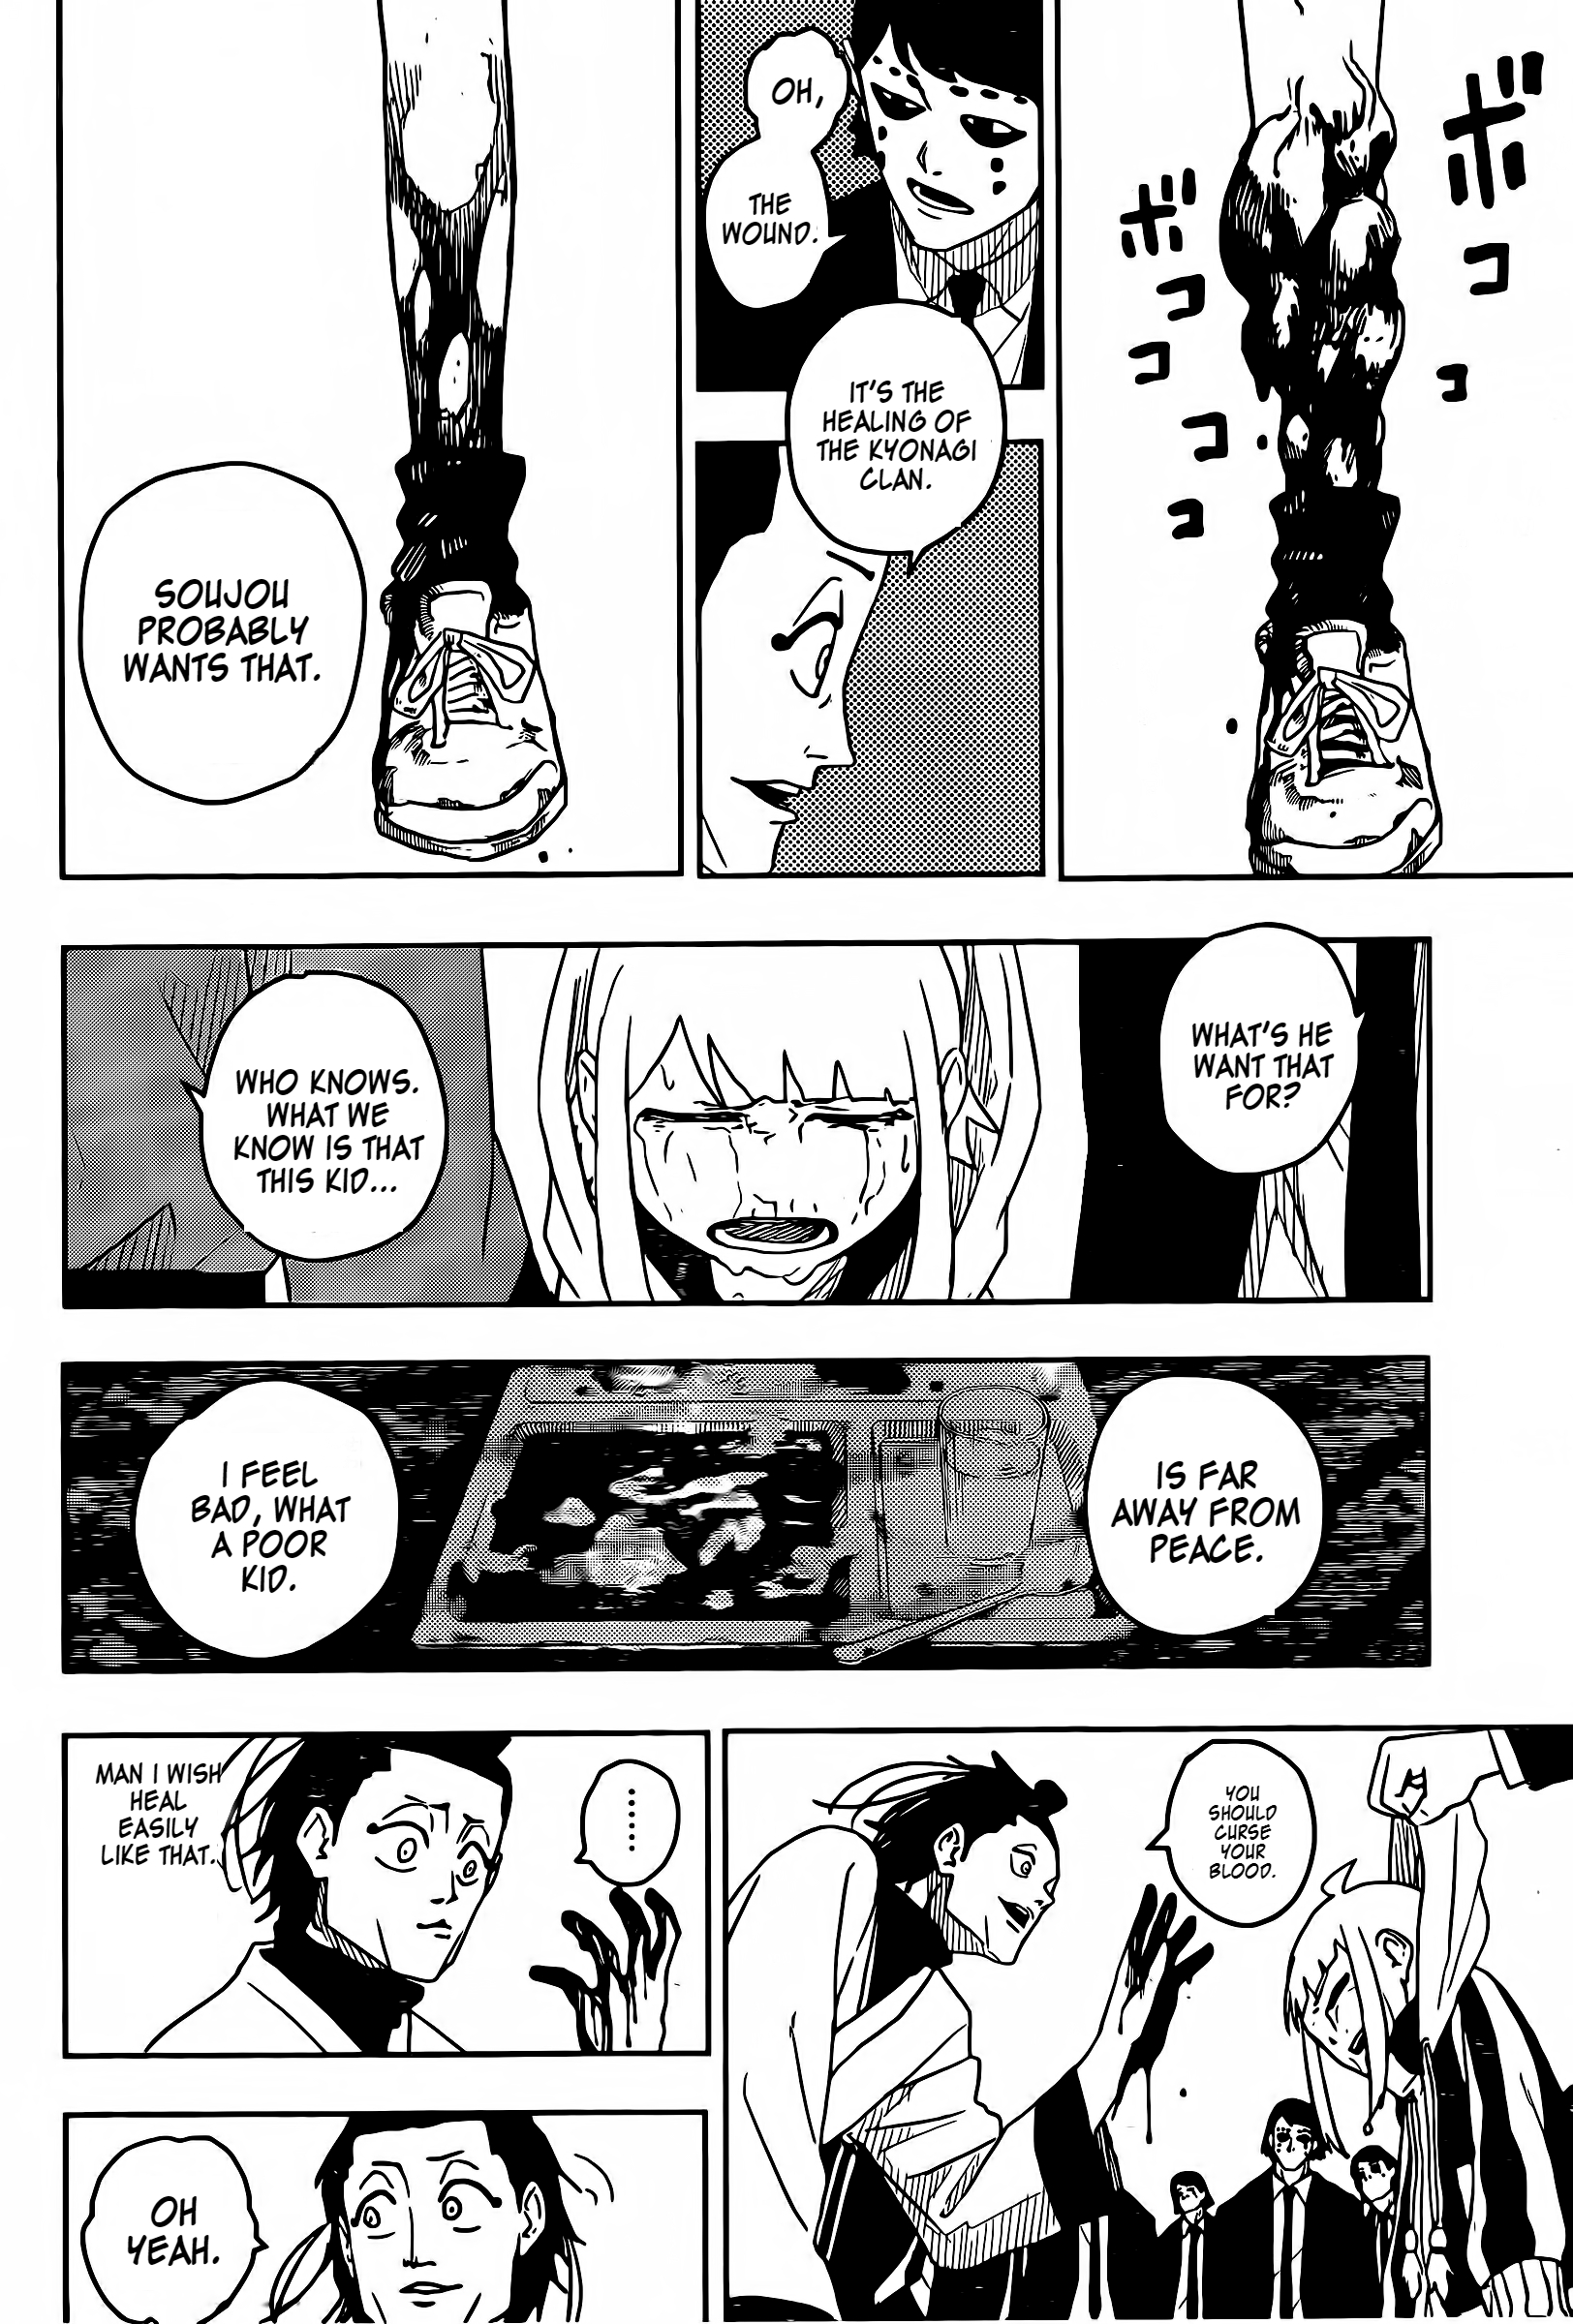 ボコココ
ボココ
OH,
THE
WOUND.
IT'S THE
HEALING OF
THE KYONAGI
CLAN.
SOUJOU
PROBABLY
WANTS THAT.
WHAT'S HE
WANT THAT
FOR?
WHO KNOWS.
WHAT WE
KNOW IS THAT
THIS KID...
IS FAR
AWAY FROM
PEACE.
I FEEL
BAD, WHAT
A POOR
KID.
YOU
SHOULD
CURSE
YOUR
BLOOD.
......
MAN I WISH
HEAL
EASILY
LIKE THAT.
OH
YEAH.